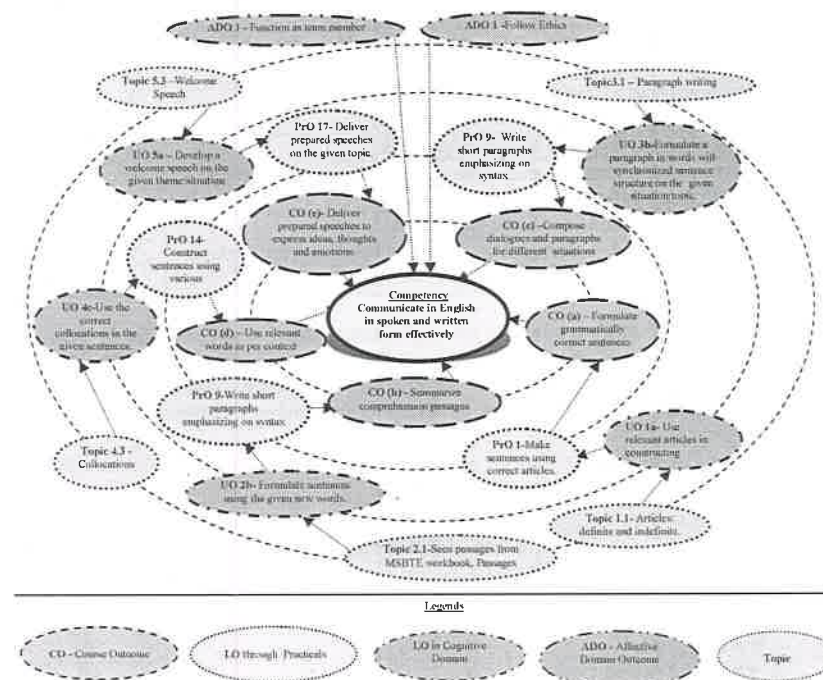 ADO 3 - Function as team member
ADO 1 -Follow Ethics
Topic 5.3 –Welcome
Speech
Topic3.1 – Paragraph writing
PrO 17- Deliver
prepared speeches
on the given topic.
PrO 9- Write
short paragraphs
emphasizing on
syntax.
UO 5a – Develop a
welcome speech on the
given theme/situation
UO 3b-Formulate a
paragraph in words with
synchronized sentence
structure on the given
situation/topic.
CO (e)- Deliver
prepared speeches to
express ideas, thoughts
and emotions
CO (c) –Compose
dialogues and paragraphs
for different situations
PrO 14-
Construct
sentences using
various
Competency
Communicate in English
in spoken and written
form effectively
UO 4c-Use the
correct
collocations in the
given sentences.
CO (d) – Use relevant
words as per context
CO (a) – Formulate
grammatically
correct sentences
PrO 9-Write short
paragraphs
emphasizing on syntax
CO (b) - Summarise
comprehension passages
UO 1a- Use
relevant articles in
constructing
PrO 1-Make
sentences using
correct articles.
Topic 4.3 -
Collocations
UO 2b- Formulate sentences
using the given new words.
Topic 1.1- Articles:
definite and indefinite.
Topic 2.1-Seen passages from
MSBTE workbook, Passages
Legends
CO - Course Outcome
LO through Practicals
LO in Cognitive
Domain
ADO - Affective
Domain Outcome
Topic